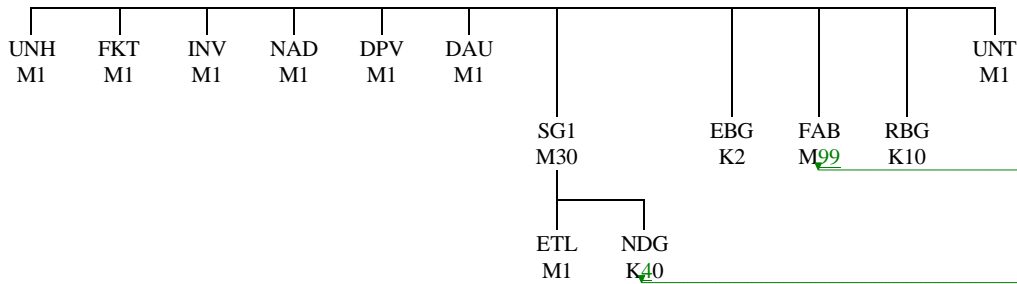 UNH FKT INV NAD DPV DAU UNT
M1 M1 M1 M1 M1 M1 M1
SG1 EBG FAB RBG
M30 K2 M99 K10
ETL NDG
M1 K40